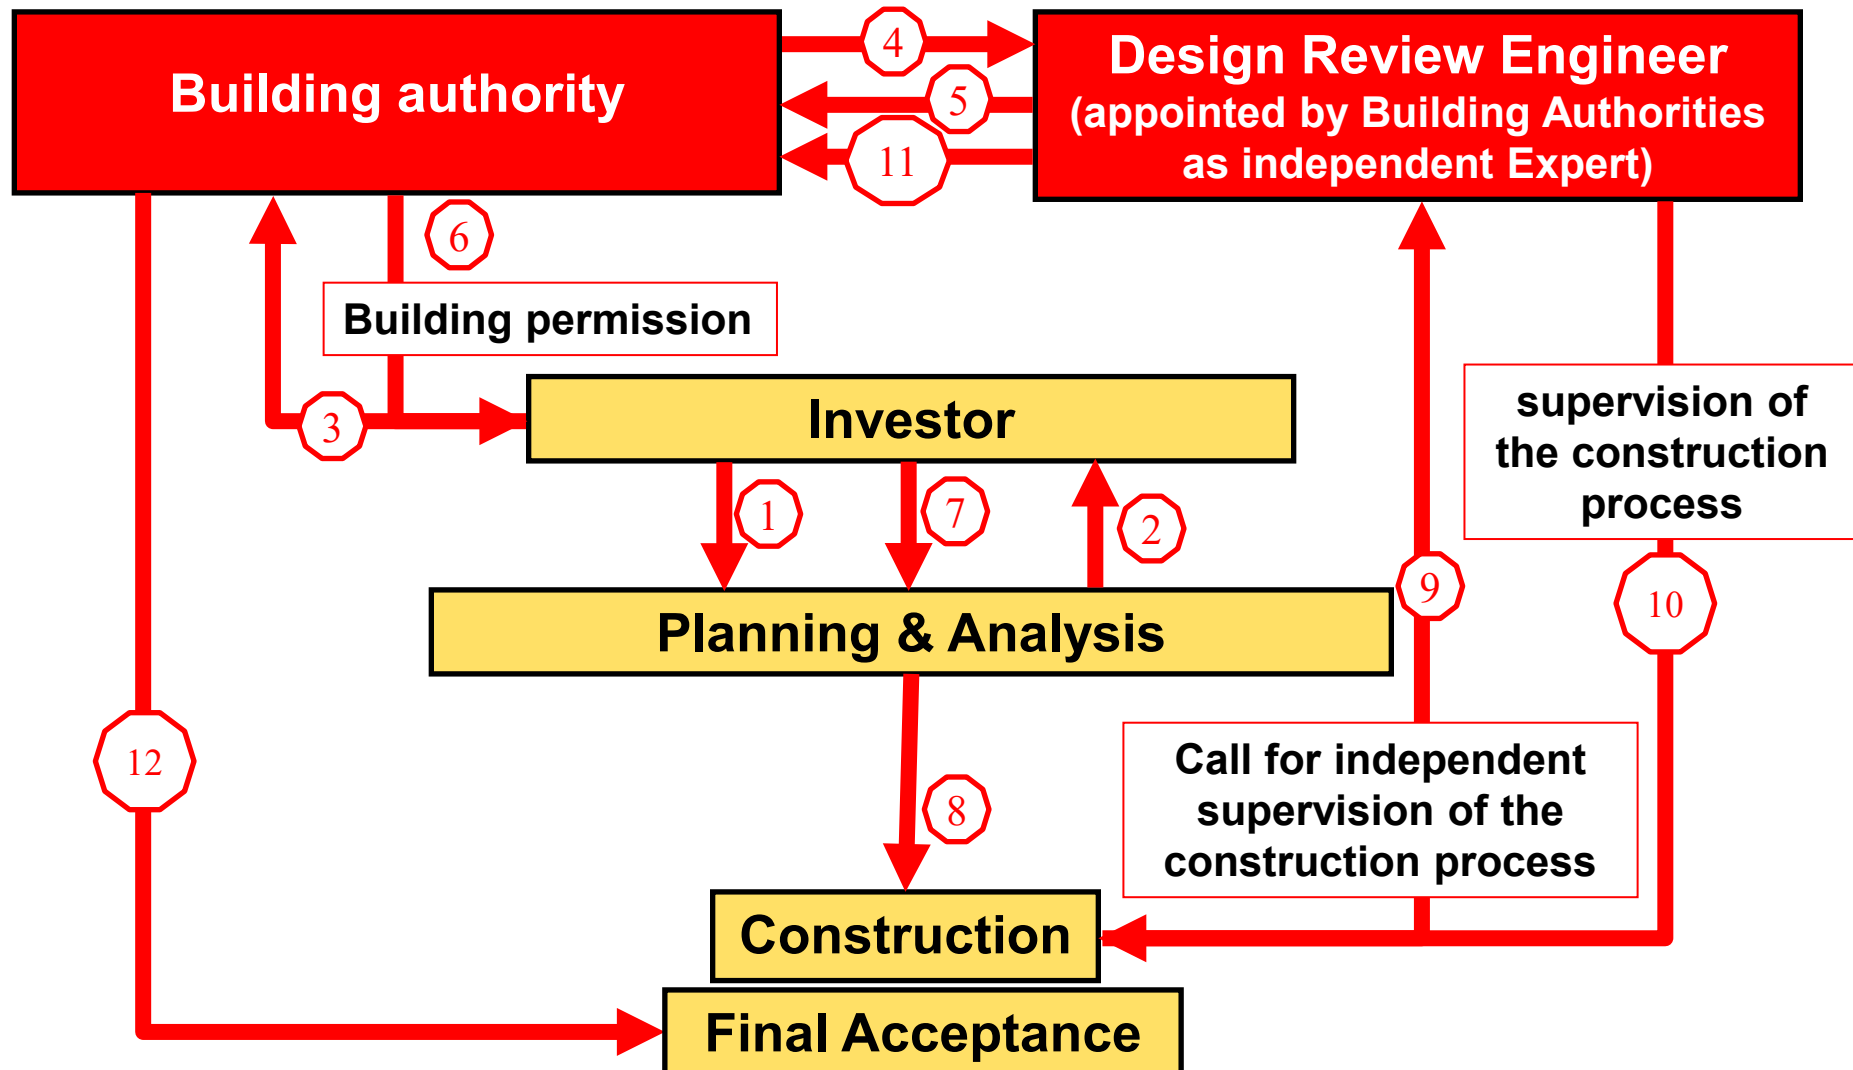 Building authority
4
5
11
Design Review Engineer
(appointed by Building Authorities
as independent Expert)
6
Building permission
3
Investor
supervision of
the construction
process
1
7
2
9
10
Planning & Analysis
12
8
Call for independent
supervision of the
construction process
Construction
Final Acceptance